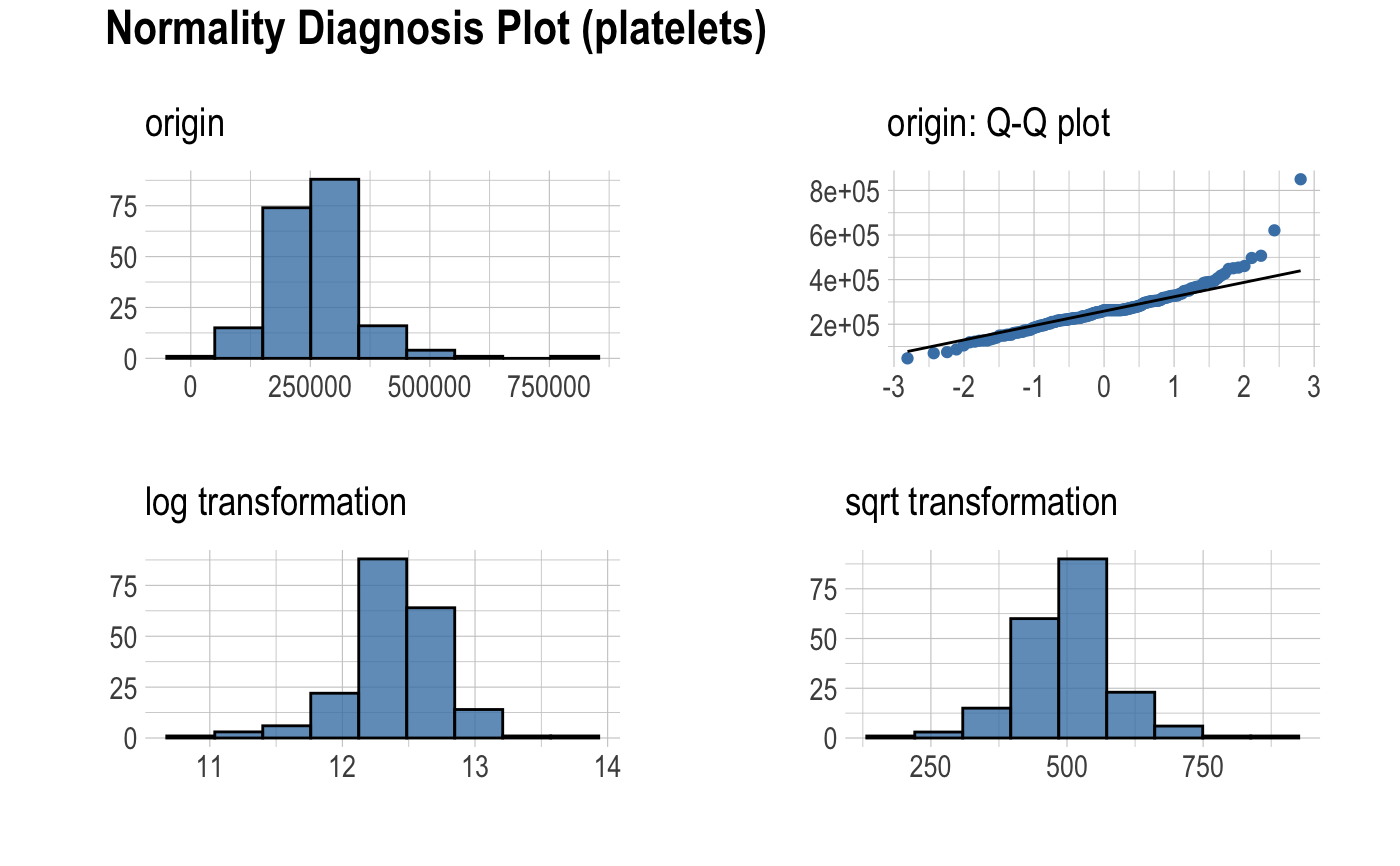 Normality Diagnosis Plot (platelets)
origin
75
50
25
0
0 250000 500000 750000
origin: Q-Q plot
8e+05
6e+05
4e+05
2e+05
-3 -2 -1 0 1 2 3
log transformation
75
50
25
0
11 12 13 14
sqrt transformation
75
50
25
0
250 500 750